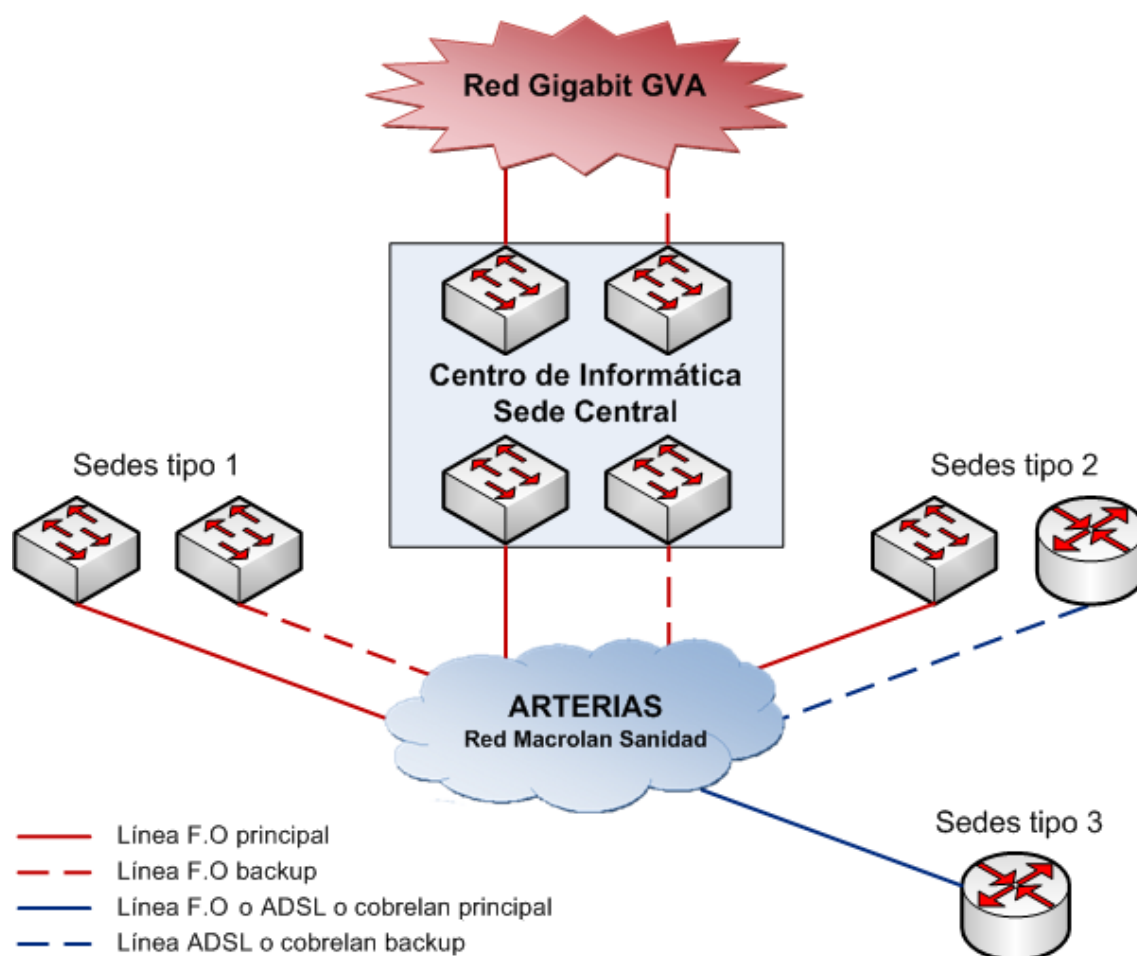 Red Gigabit GVA
Centro de Informática
Sede Central
Sedes tipo 1
Sedes tipo 2
ARTERIAS
Red Macrolan Sanidad
Sedes tipo 3
Línea F.O principal
Línea F.O backup
Línea F.O o ADSL o cobrelan principal
Línea ADSL o cobrelan backup